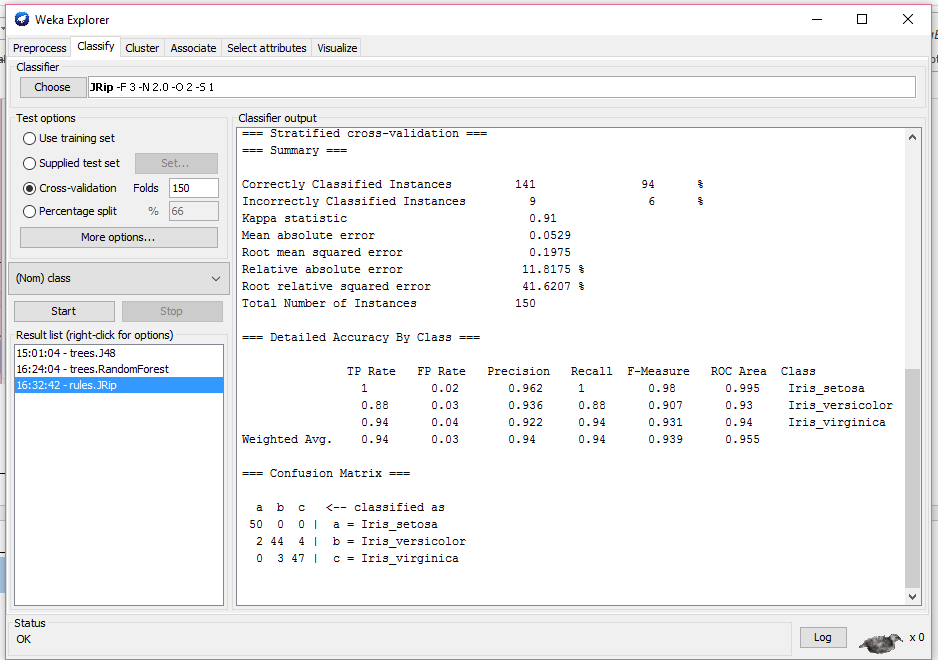 Weka Explorer
Preprocess Classify Cluster Associate Select attributes Visualize
Classifier
Choose JRip -F 3 -N 2.0 -O 2 -S 1
Test options
Use training set
Supplied test set Set...
Cross-validation Folds 150
Percentage split % 66
More options...
(Nom) class
Start Stop
Result list (right-click for options)
15:01:04 - trees.J48
16:24:04 - trees.RandomForest
16:32:42 - rules.JRip
Classifier output
=== Stratified cross-validation ===
=== Summary ===
Correctly Classified Instances 141 94 %
Incorrectly Classified Instances 9 6 %
Kappa statistic 0.91
Mean absolute error 0.0529
Root mean squared error 0.1975
Relative absolute error 11.8175 %
Root relative squared error 41.6207 %
Total Number of Instances 150
=== Detailed Accuracy By Class ===
TP Rate FP Rate Precision Recall F-Measure ROC Area Class
1 0.02 0.962 1 0.98 0.995 Iris_setosa
0.88 0.03 0.936 0.88 0.907 0.93 Iris_versicolor
0.94 0.04 0.922 0.94 0.931 0.94 Iris_virginica
Weighted Avg. 0.94 0.03 0.94 0.94 0.939 0.955
=== Confusion Matrix ===
a b c <-- classified as
50 0 0 | a = Iris_setosa
2 44 4 | b = Iris_versicolor
0 3 47 | c = Iris_virginica
Status
OK
Log x 0